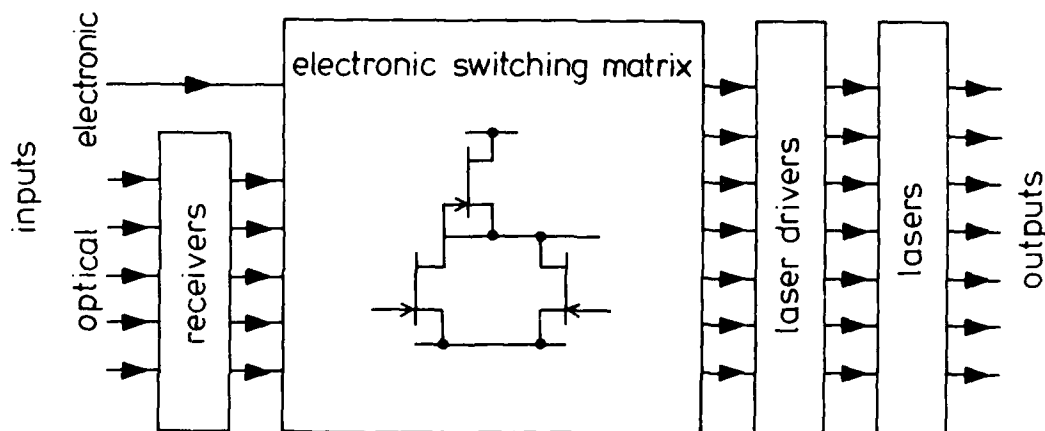 inputs
electronic
optical
receivers
electronic switching matrix
laser drivers
lasers
outputs